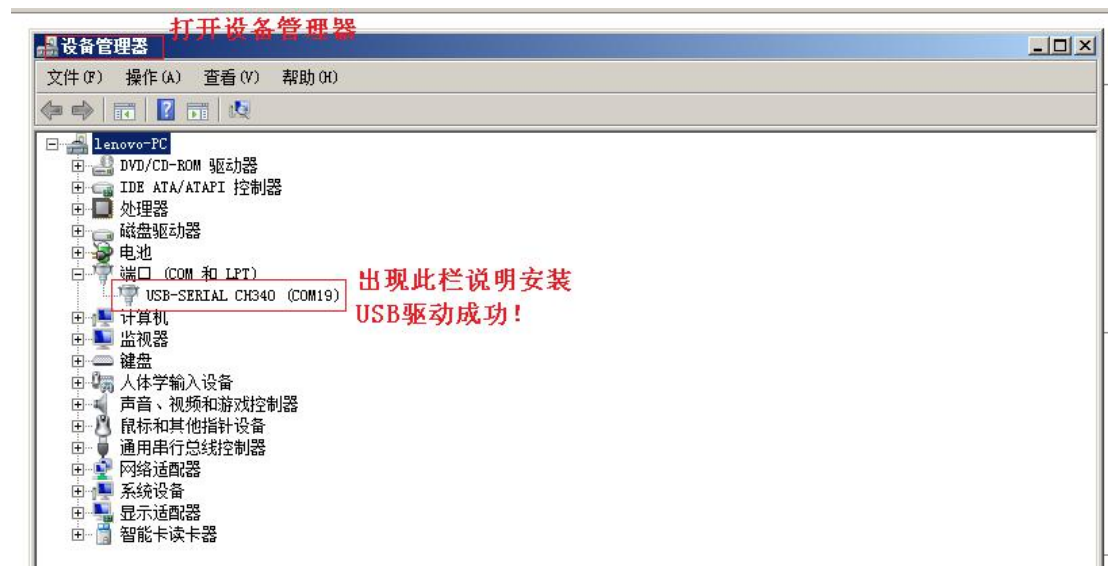 打开设备管理器
设备管理器
文件(F) 操作(A) 查看(V) 帮助(H)
lenovo-PC
DVD/CD-ROM 驱动器
IDE ATA/ATAPI 控制器
处理器
磁盘驱动器
电池
端口 (COM 和 LPT)
USB-SERIAL CH340 (COM19)
出现此栏说明安装
USB驱动成功!
计算机
监视器
键盘
人体学输入设备
声音、视频和游戏控制器
鼠标和其他指针设备
通用串行总线控制器
网络适配器
系统设备
显示适配器
智能卡读卡器